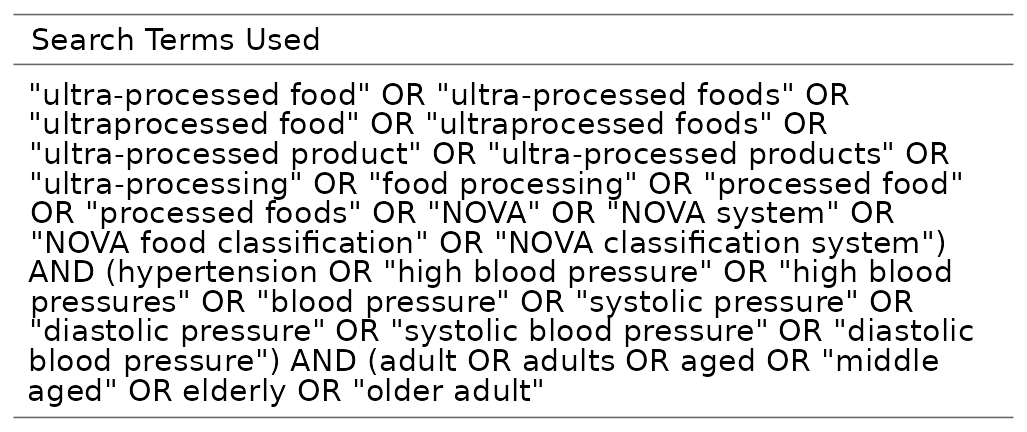 Search Terms Used
"ultra-processed food" OR "ultra-processed foods" OR
"ultraprocessed food" OR "ultraprocessed foods" OR
"ultra-processed product" OR "ultra-processed products" OR
"ultra-processing" OR "food processing" OR "processed food"
OR "processed foods" OR "NOVA" OR "NOVA system" OR
"NOVA food classification" OR "NOVA classification system")
AND (hypertension OR "high blood pressure" OR "high blood
pressures" OR "blood pressure" OR "systolic pressure" OR
"diastolic pressure" OR "systolic blood pressure" OR "diastolic
blood pressure") AND (adult OR adults OR aged OR "middle
aged" OR elderly OR "older adult"